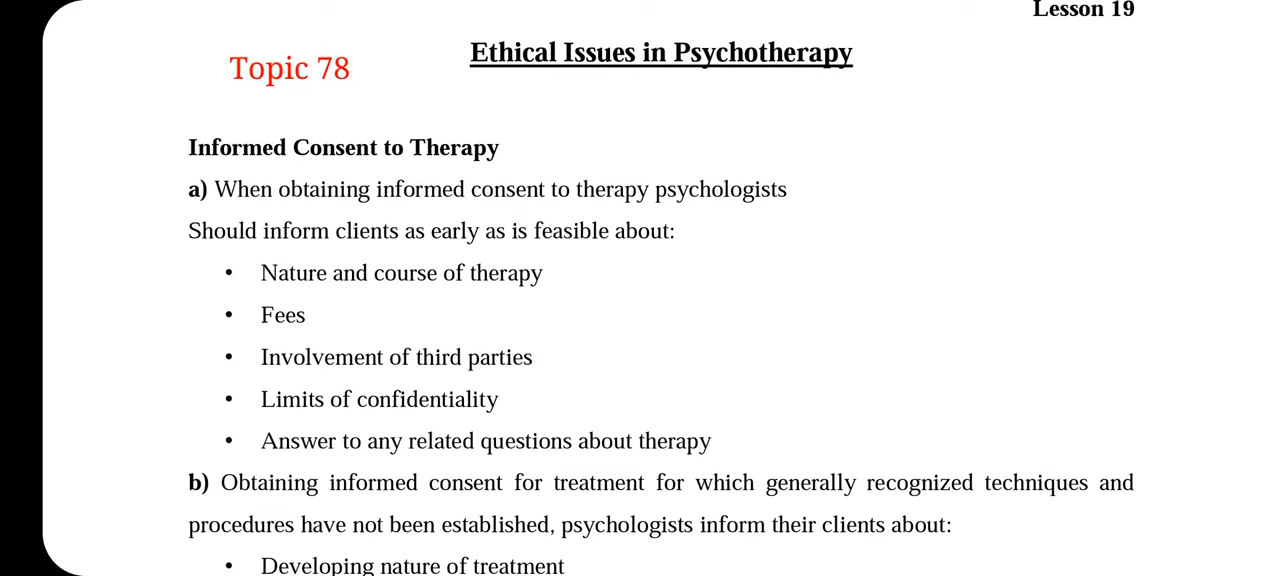 Lesson 19
Ethical Issues in Psychotherapy
Topic 78
Informed Consent to Therapy
a) When obtaining informed consent to therapy psychologists
Should inform clients as early as is feasible about:
• Nature and course of therapy
• Fees
• Involvement of third parties
• Limits of confidentiality
• Answer to any related questions about therapy
b) Obtaining informed consent for treatment for which generally recognized techniques and
procedures have not been established, psychologists inform their clients about:
• Developing nature of treatment